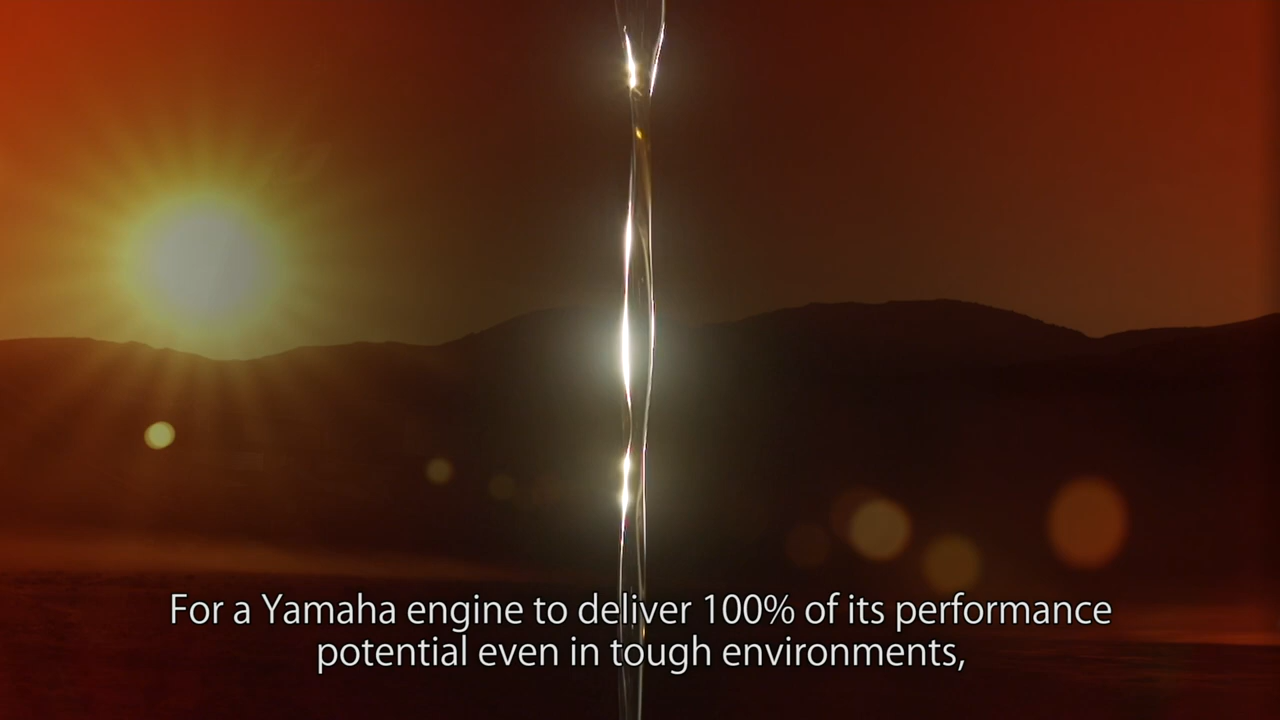 For a Yamaha engine to deliver 100% of its performance
potential even in tough environments,